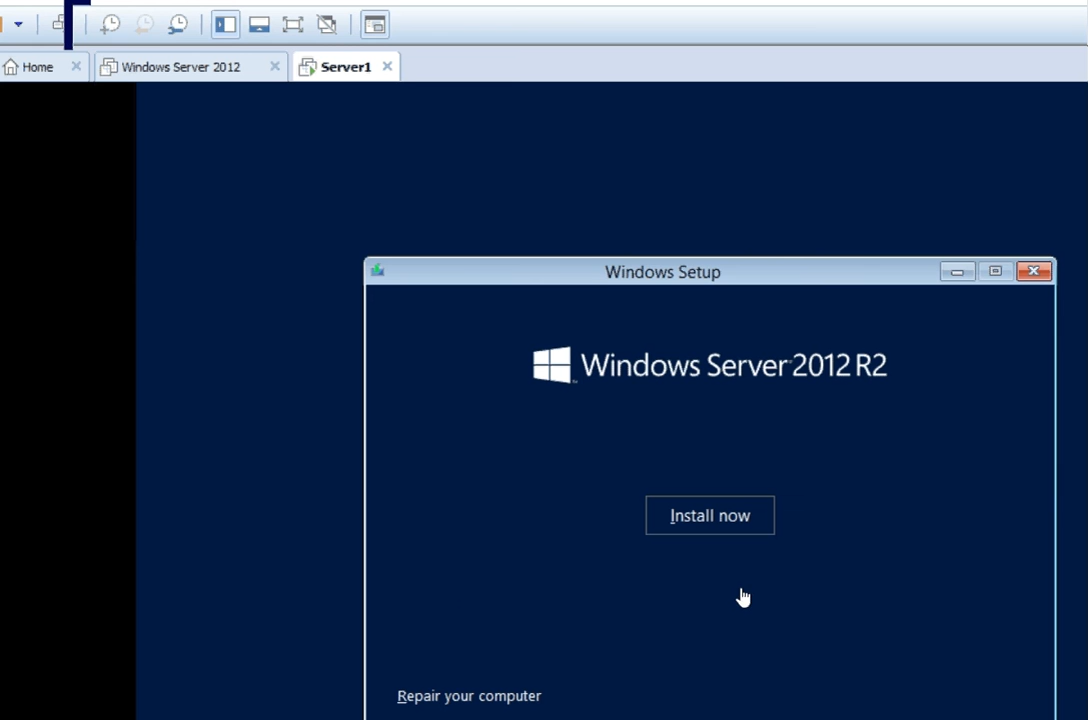 Home
Windows Server 2012
Server1
Windows Setup
Windows Server 2012 R2
Install now
Repair your computer